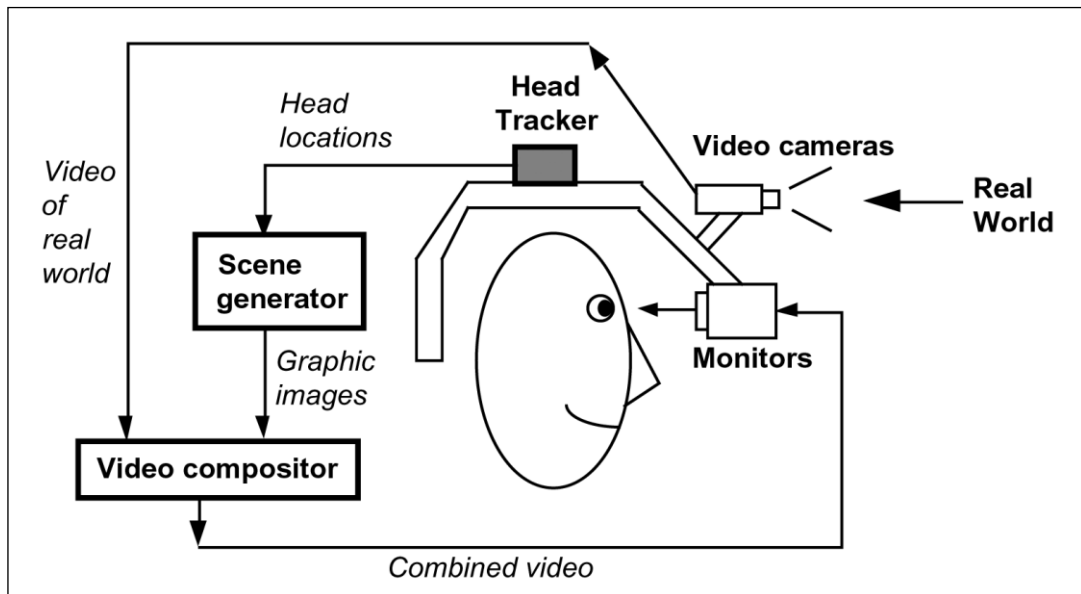 Head
Tracker
Head
locations
Video cameras
Video
of
real
world
Real
World
Scene
generator
Monitors
Graphic
images
Video compositor
Combined video